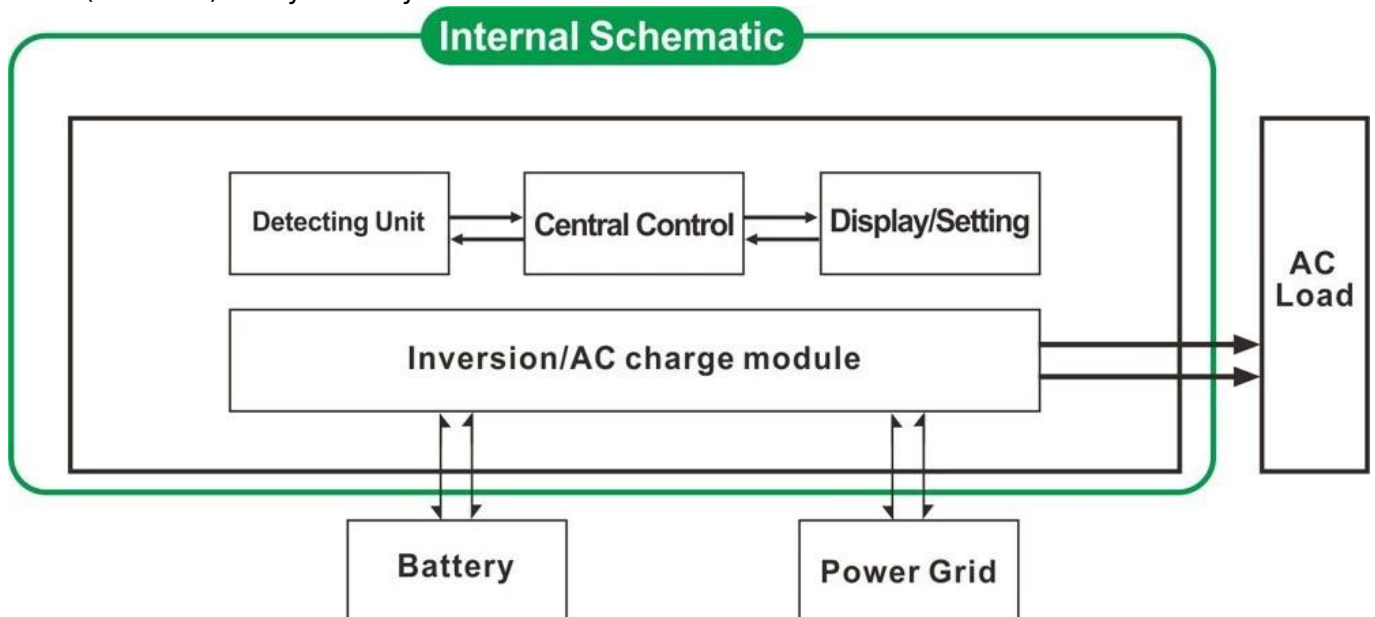 Internal Schematic
Detecting Unit
Central Control
Display/Setting
AC
Load
Inversion/AC charge module
Battery
Power Grid